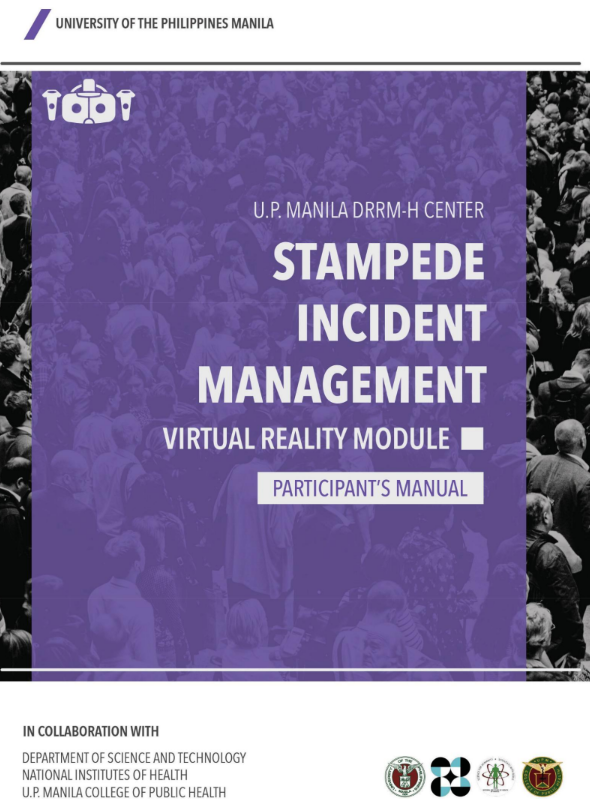 UNIVERSITY OF THE PHILIPPINES MANILA
U.P. MANILA DRRM-H CENTER
STAMPEDE
INCIDENT
MANAGEMENT
VIRTUAL REALITY MODULE
PARTICIPANT'S MANUAL
IN COLLABORATION WITH
DEPARTMENT OF SCIENCE AND TECHNOLOGY
NATIONAL INSTITUTES OF HEALTH
U.P. MANILA COLLEGE OF PUBLIC HEALTH